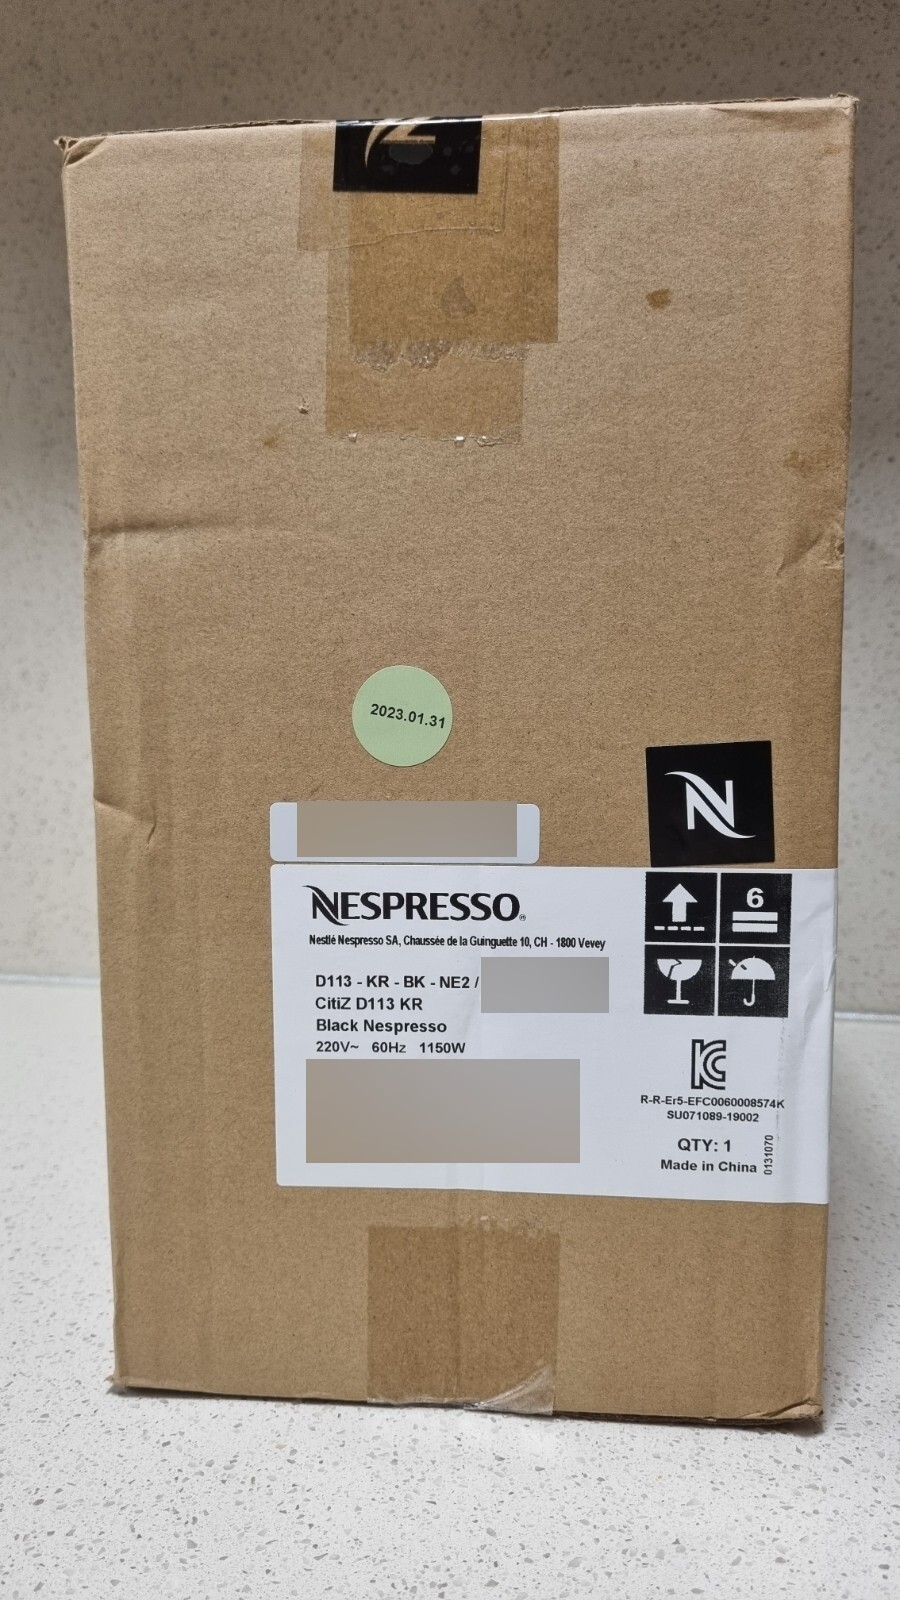 2023.01.31
N
NESPRESSO®
Nestlé Nespresso SA, Chaussée de la Guinguette 10, CH - 1800 Vevey
D113 - KR - BK - NE2 /
CitiZ D113 KR
Black Nespresso
220V~ 60Hz 1150W
6
R-R-Er5-EFC0060008574K
SU071089-19002
QTY: 1
Made in China
0131070